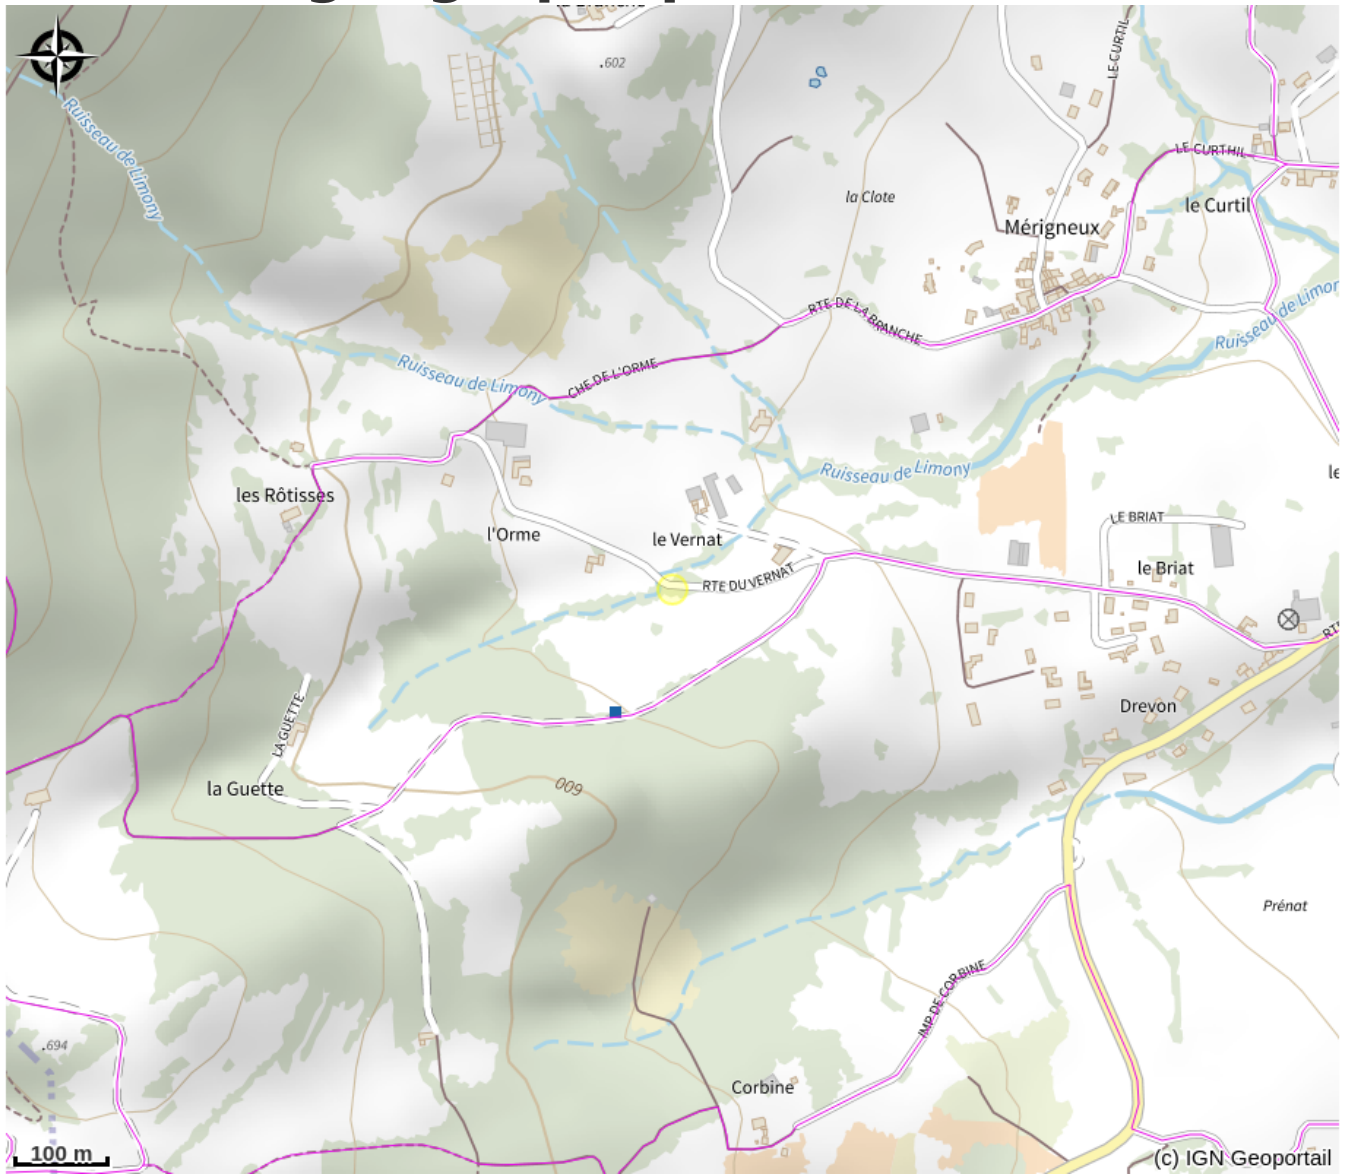 .602
LE CURTIL
Ruisseau de Limony
LE CURTHIL
la Clote
le Curtil
Mérigneux
RTE DE LA BRANCHE
Ruisseau de Limony
CHE DE L'ORME
Ruisseau de Limony
Ruisseau de Limony
les Rôtisses
l'Orme
le Vernat
LE BRIAT
le Briat
RTE DU VERNAT
LA GUETTE
Drevon
la Guette
600
Prénat
IMP DE CORBINE
.694
Corbine
100 m
(c) IGN Geoportail